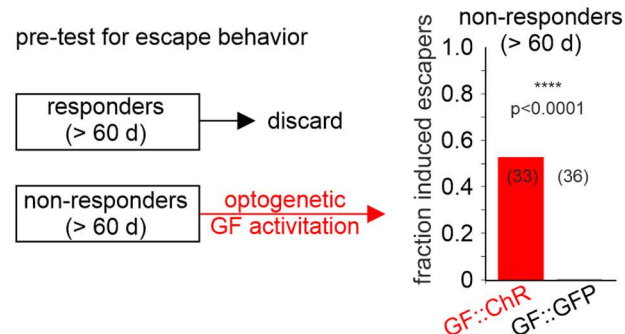 pre-test for escape behavior
responders
(> 60 d)
discard
non-responders
(> 60 d)
optogenetic
GF activitation
non-responders
(> 60 d)
fraction induced escapers
1.0
0.8
0.6
0.4
0.2
0
****
p<0.0001
(33)
(36)
GF::ChR
GF::GFP